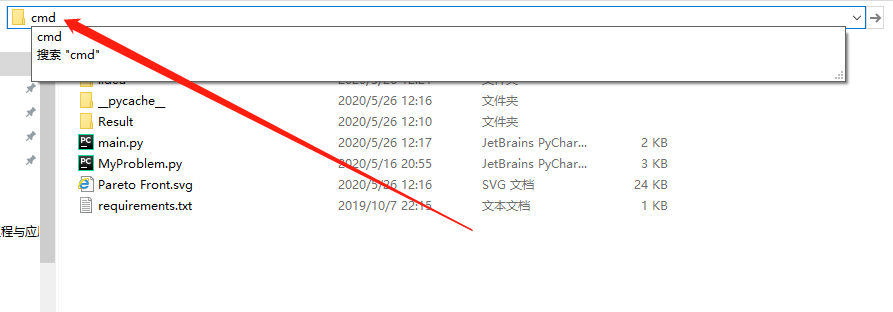 cmd
cmd
搜索 "cmd"
__pycache__ 2020/5/26 12:16 文件夹
Result 2020/5/26 12:10 文件夹
main.py 2020/5/26 12:17 JetBrains PyChar... 2 KB
MyProblem.py 2020/5/16 20:55 JetBrains PyChar... 3 KB
Pareto Front.svg 2020/5/26 12:16 SVG 文档 24 KB
requirements.txt 2019/10/7 22:15 文本文档 1 KB
程与应